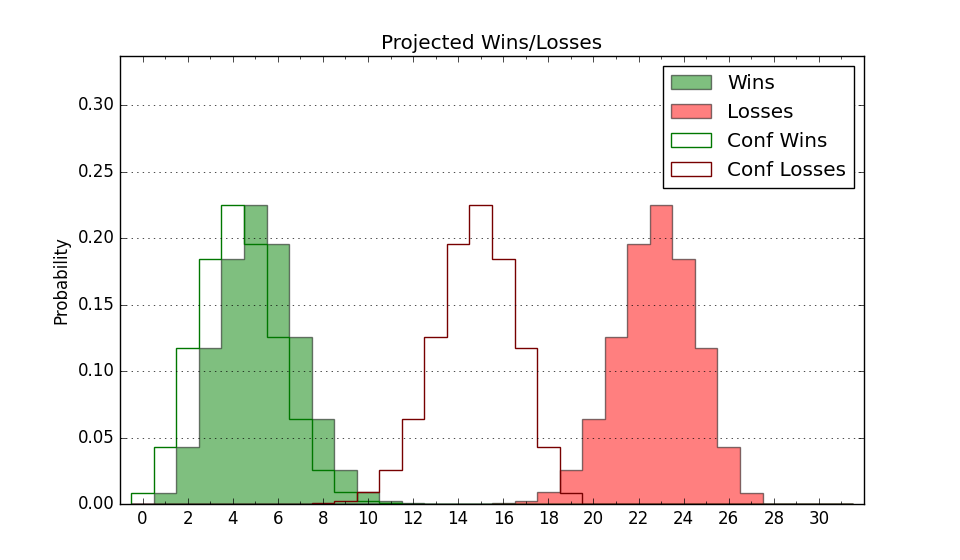 Projected Wins/Losses
Wins
Losses
Conf Wins
Conf Losses
Probability
0.30
0.25
0.20
0.15
0.10
0.05
0.00
0 2 4 6 8 10 12 14 16 18 20 22 24 26 28 30